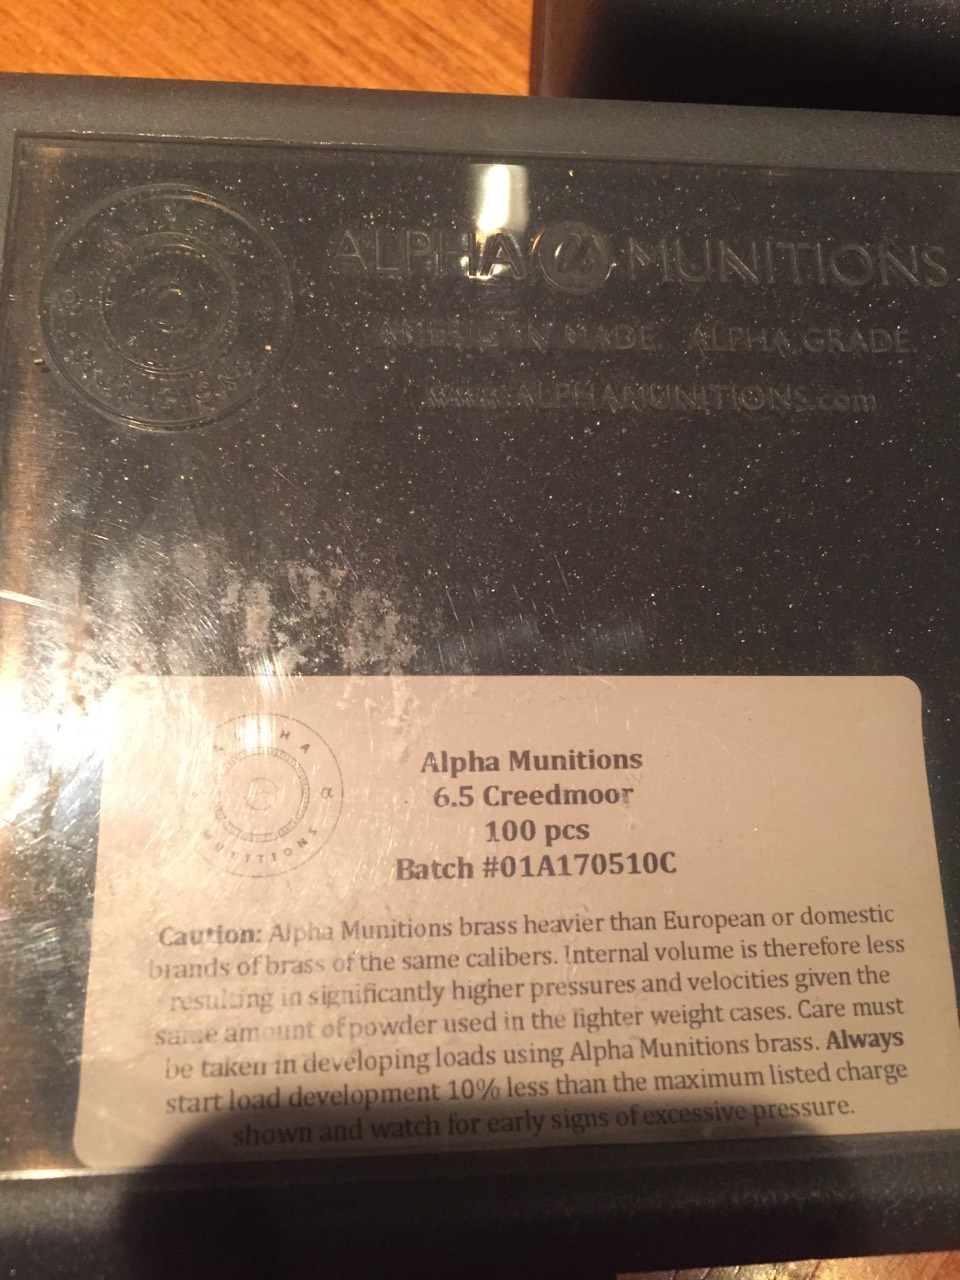 ALPHA α MUNITIONS
AMERICAN MADE. ALPHA GRADE.
www.ALPHAMUNITIONS.com
ALPHA α MUNITIONS
Alpha Munitions
6.5 Creedmoor
100 pcs
Batch #01A170510C
Caution: Alpha Munitions brass heavier than European or domestic
brands of brass of the same calibers. Internal volume is therefore less
resulting in significantly higher pressures and velocities given the
same amount of powder used in the lighter weight cases. Care must
be taken in developing loads using Alpha Munitions brass. Always
start load development 10% less than the maximum listed charge
shown and watch for early signs of excessive pressure.